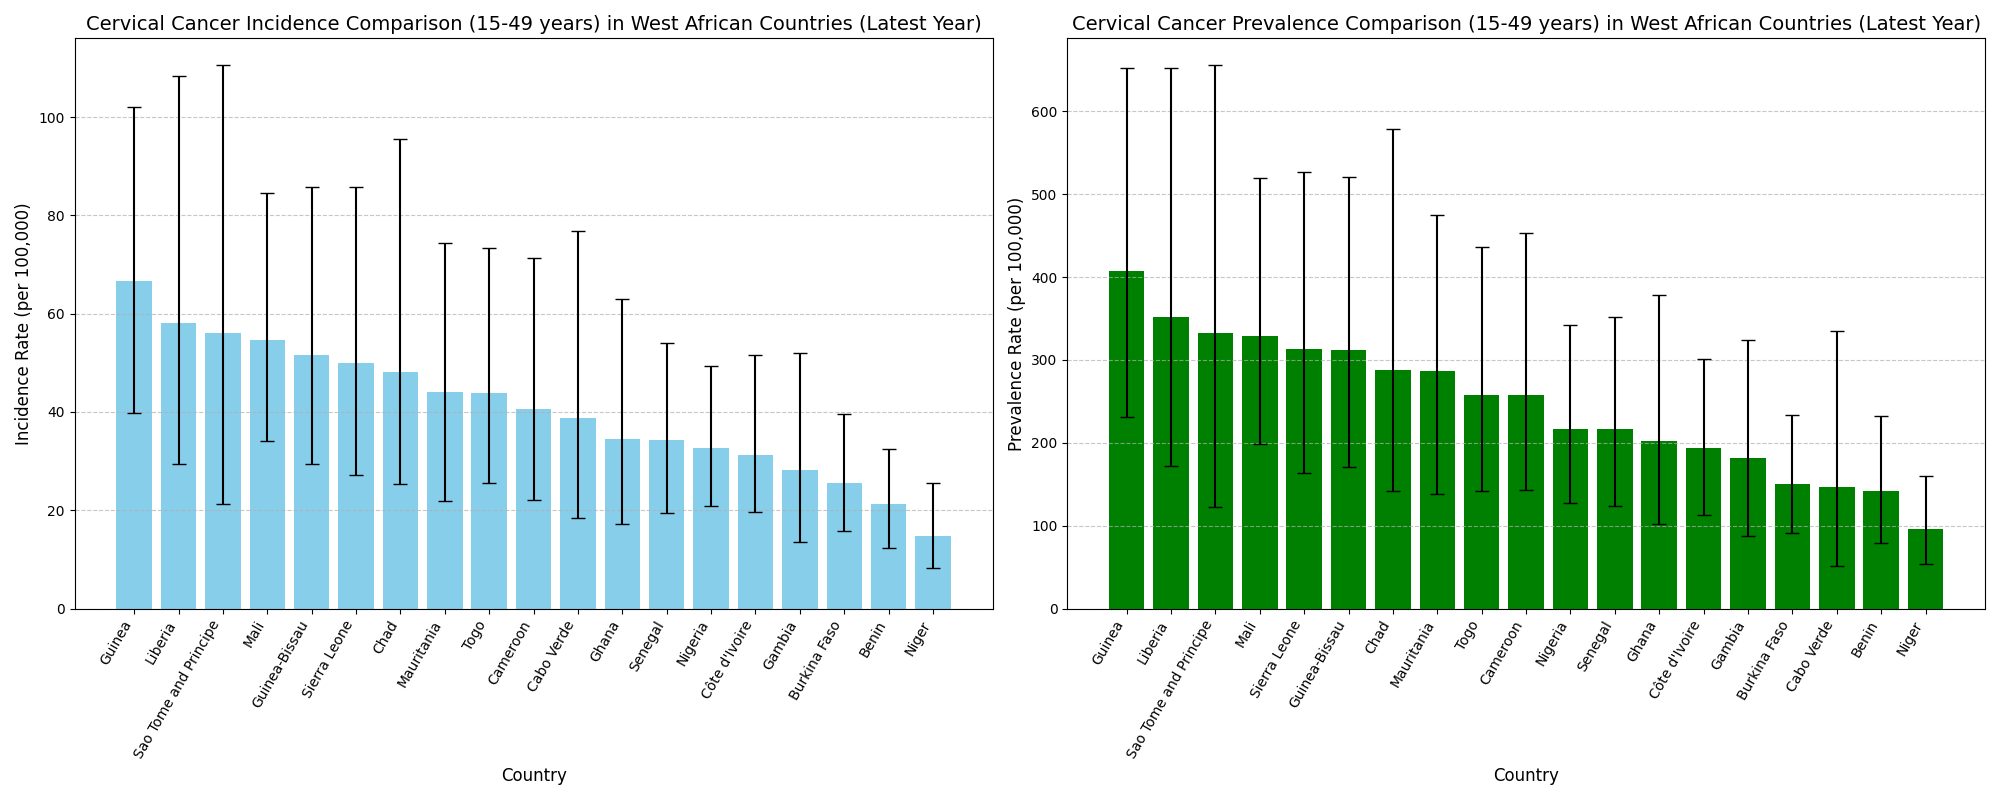 Cervical Cancer Incidence Comparison (15-49 years) in West African Countries (Latest Year)
Incidence Rate (per 100,000)
100
80
60
40
20
0
Guinea
Liberia
Sao Tome and Principe
Mali
Guinea-Bissau
Sierra Leone
Chad
Mauritania
Togo
Cameroon
Cabo Verde
Ghana
Senegal
Nigeria
Côte d'Ivoire
Gambia
Burkina Faso
Benin
Niger
Country
Cervical Cancer Prevalence Comparison (15-49 years) in West African Countries (Latest Year)
Prevalence Rate (per 100,000)
600
500
400
300
200
100
0
Guinea
Liberia
Sao Tome and Principe
Mali
Sierra Leone
Guinea-Bissau
Chad
Mauritania
Togo
Cameroon
Nigeria
Senegal
Ghana
Côte d'Ivoire
Gambia
Burkina Faso
Cabo Verde
Benin
Niger
Country